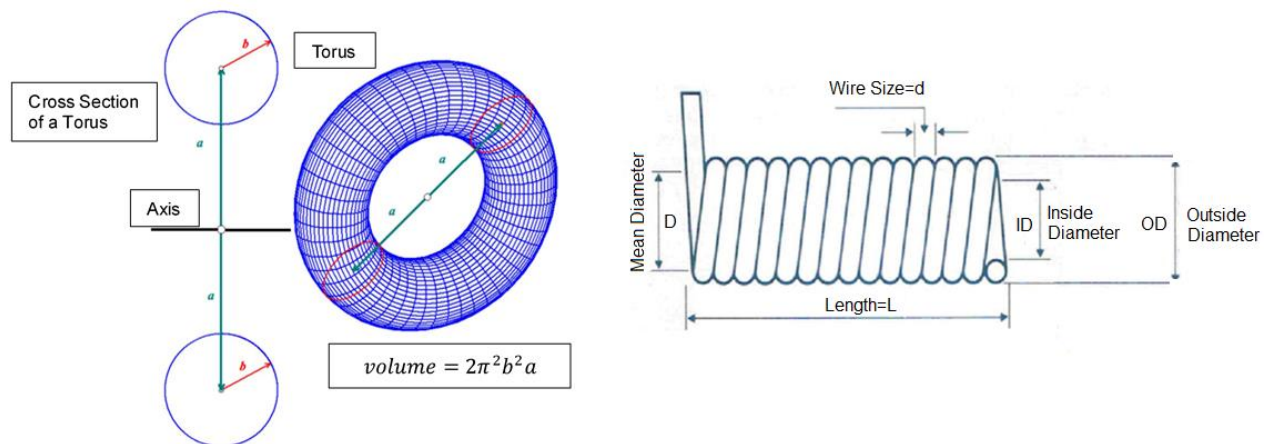 b
Torus
Cross Section
of a Torus
a
Axis
a
b
a
a
volume = 2π²b²a
Wire Size=d
Mean Diameter
D
ID
Inside
Diameter
OD
Outside
Diameter
Length=L